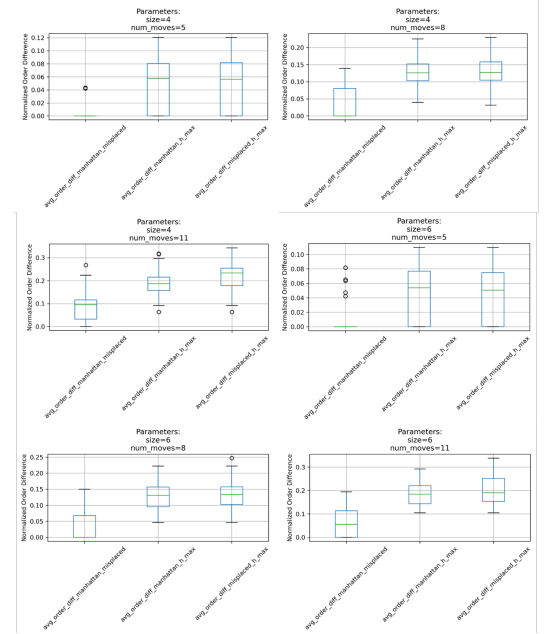 Parameters:
size=4
num_moves=5
Normalized Order Difference
0.12
0.10
0.08
0.06
0.04
0.02
0.00
avg_order_diff_manhattan_misplaced
avg_order_diff_manhattan_h_max
avg_order_diff_misplaced_h_max
Parameters:
size=4
num_moves=8
Normalized Order Difference
0.20
0.15
0.10
0.05
0.00
avg_order_diff_manhattan_misplaced
avg_order_diff_manhattan_h_max
avg_order_diff_misplaced_h_max
Parameters:
size=4
num_moves=11
Normalized Order Difference
0.3
0.2
0.1
0.0
avg_order_diff_manhattan_misplaced
avg_order_diff_manhattan_h_max
avg_order_diff_misplaced_h_max
Parameters:
size=6
num_moves=5
Normalized Order Difference
0.10
0.08
0.06
0.04
0.02
0.00
avg_order_diff_manhattan_misplaced
avg_order_diff_manhattan_h_max
avg_order_diff_misplaced_h_max
Parameters:
size=6
num_moves=8
Normalized Order Difference
0.25
0.20
0.15
0.10
0.05
0.00
avg_order_diff_manhattan_misplaced
avg_order_diff_manhattan_h_max
avg_order_diff_misplaced_h_max
Parameters:
size=6
num_moves=11
Normalized Order Difference
0.3
0.2
0.1
0.0
avg_order_diff_manhattan_misplaced
avg_order_diff_manhattan_h_max
avg_order_diff_misplaced_h_max